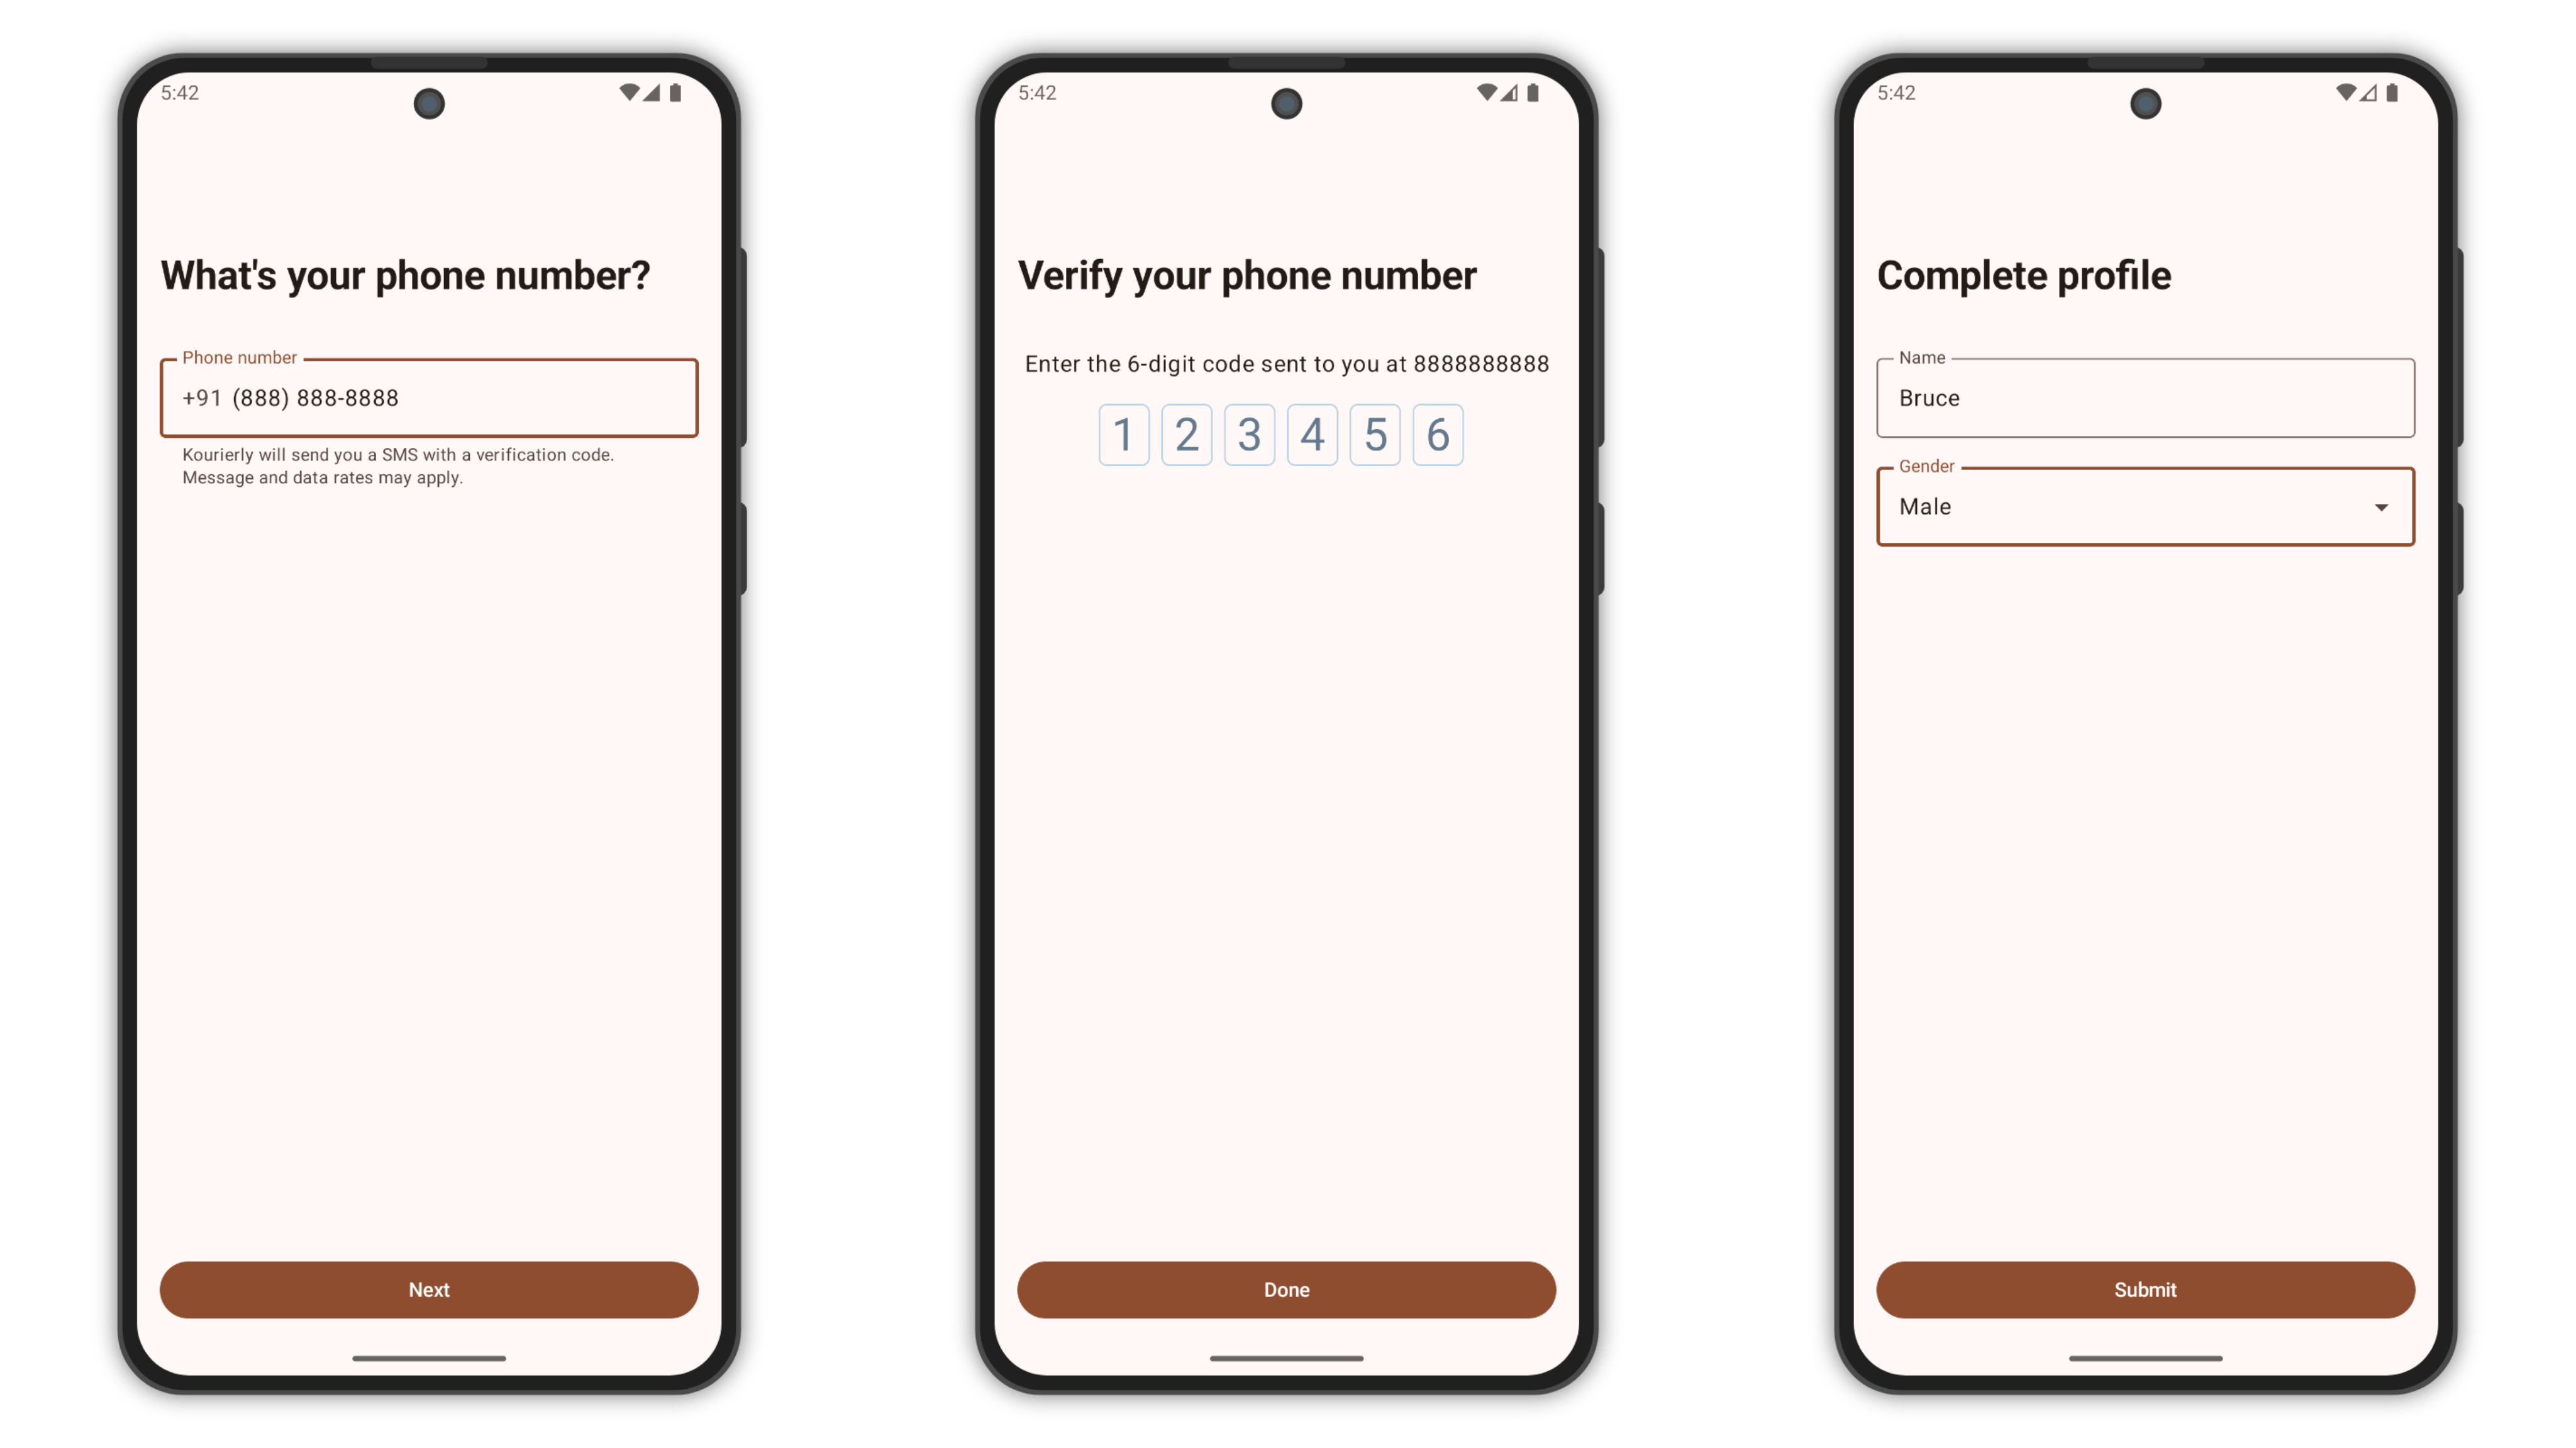 5:42
What's your phone number?
Phone number
+91 (888) 888-8888
Kourierly will send you a SMS with a verification code.
Message and data rates may apply.
Next
5:42
Verify your phone number
Enter the 6-digit code sent to you at 8888888888
1 2 3 4 5 6
Done
5:42
Complete profile
Name
Bruce
Gender
Male
Submit